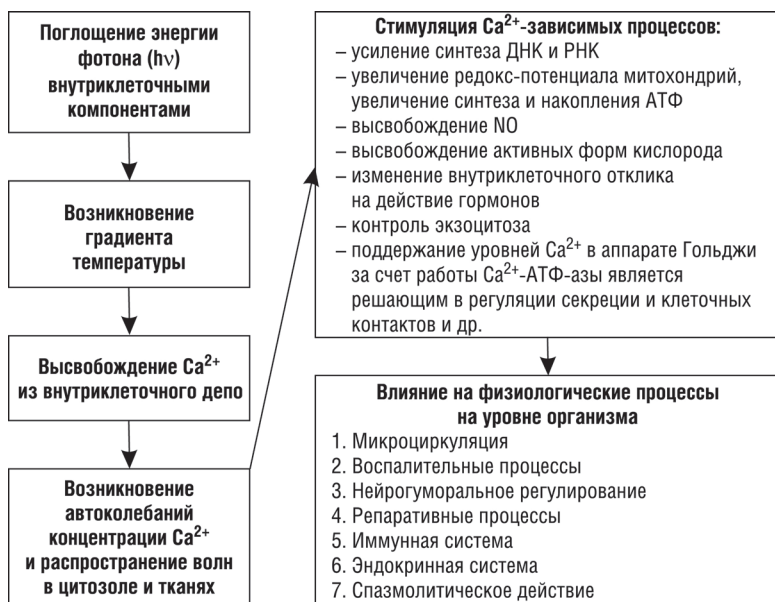 Поглощение энергии
фотона (hν)
внутриклеточными
компонентами
Возникновение
градиента
температуры
Высвобождение Ca²⁺
из внутриклеточного депо
Возникновение
автоколебаний
концентрации Ca²⁺
и распространение волн
в цитозоле и тканях
Стимуляция Ca²⁺-зависимых процессов:
– усиление синтеза ДНК и РНК
– увеличение редокс-потенциала митохондрий,
увеличение синтеза и накопления АТФ
– высвобождение NO
– высвобождение активных форм кислорода
– изменение внутриклеточного отклика
на действие гормонов
– контроль экзоцитоза
– поддержание уровней Ca²⁺ в аппарате Гольджи
за счет работы Ca²⁺-АТФ-азы является
решающим в регуляции секреции и клеточных
контактов и др.
Влияние на физиологические процессы
на уровне организма
1. Микроциркуляция
2. Воспалительные процессы
3. Нейрогуморальное регулирование
4. Репаративные процессы
5. Иммунная система
6. Эндокринная система
7. Спазмолитическое действие